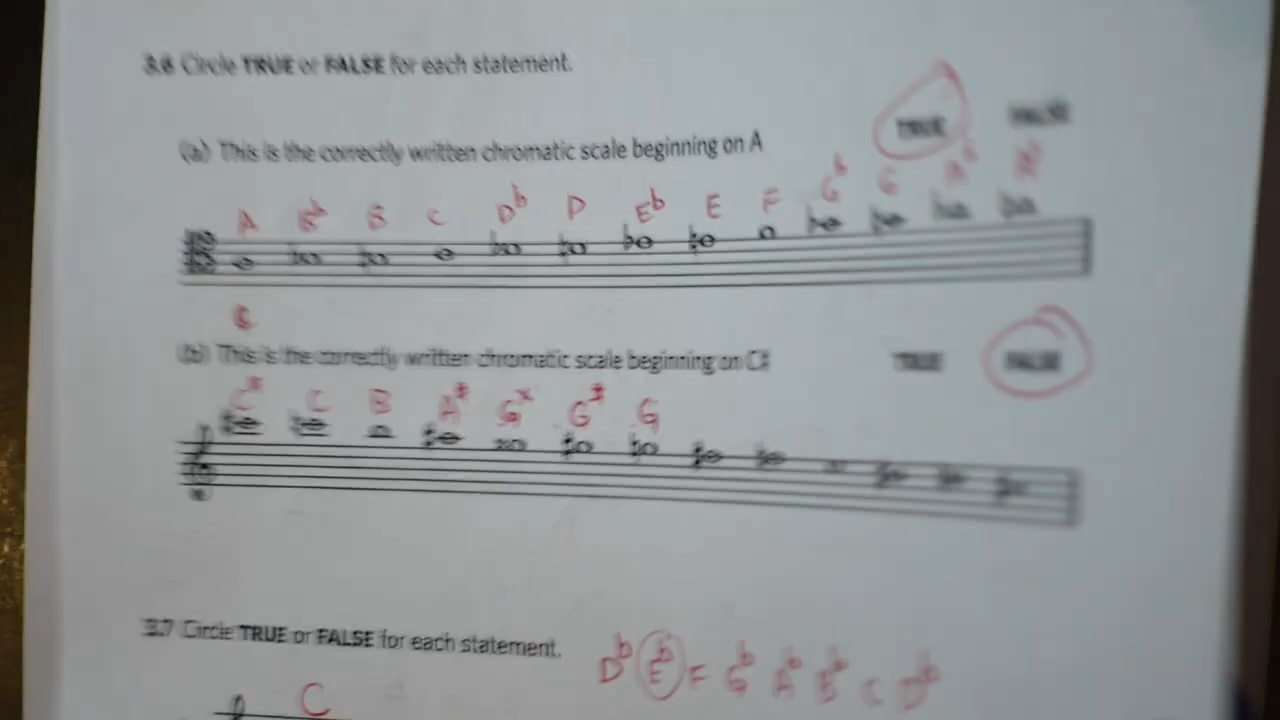 3.6 Circle TRUE or FALSE for each statement.
(a) This is the correctly written chromatic scale beginning on A TRUE FALSE
A B♭ B C D♭ D E♭ E F G♭ G A♭
(b) This is the correctly written chromatic scale beginning on C♯ TRUE FALSE
C♯ C B A♯ Gx G♯ G
3.7 Circle TRUE or FALSE for each statement.
D♭ E♭ F G♭ A♭ B♭ C D♭
C